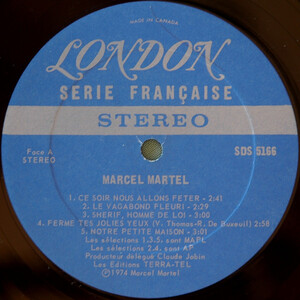 MADE IN CANADA
LONDON
SERIE FRANÇAISE
STEREO
Face A
STEREO
SDS 5166
MARCEL MARTEL
1. CE SOIR NOUS ALLONS FETER - 2:41
2. LE VAGABOND FLEURI - 2:29
3. SHERIF, HOMME DE LOI - 3:00
4. FERME TES JOLIES YEUX (V. Thomas-R. De Buxeuil) 2:58
5. NOTRE PETITE MAISON - 3:01
Les sélections 1.3.5. sont MAPL
Les sélections 2.4. sont AP
Producteur délégué Claude Jobin
Les Editions TERRA-TEL
℗ 1974 Marcel Martel